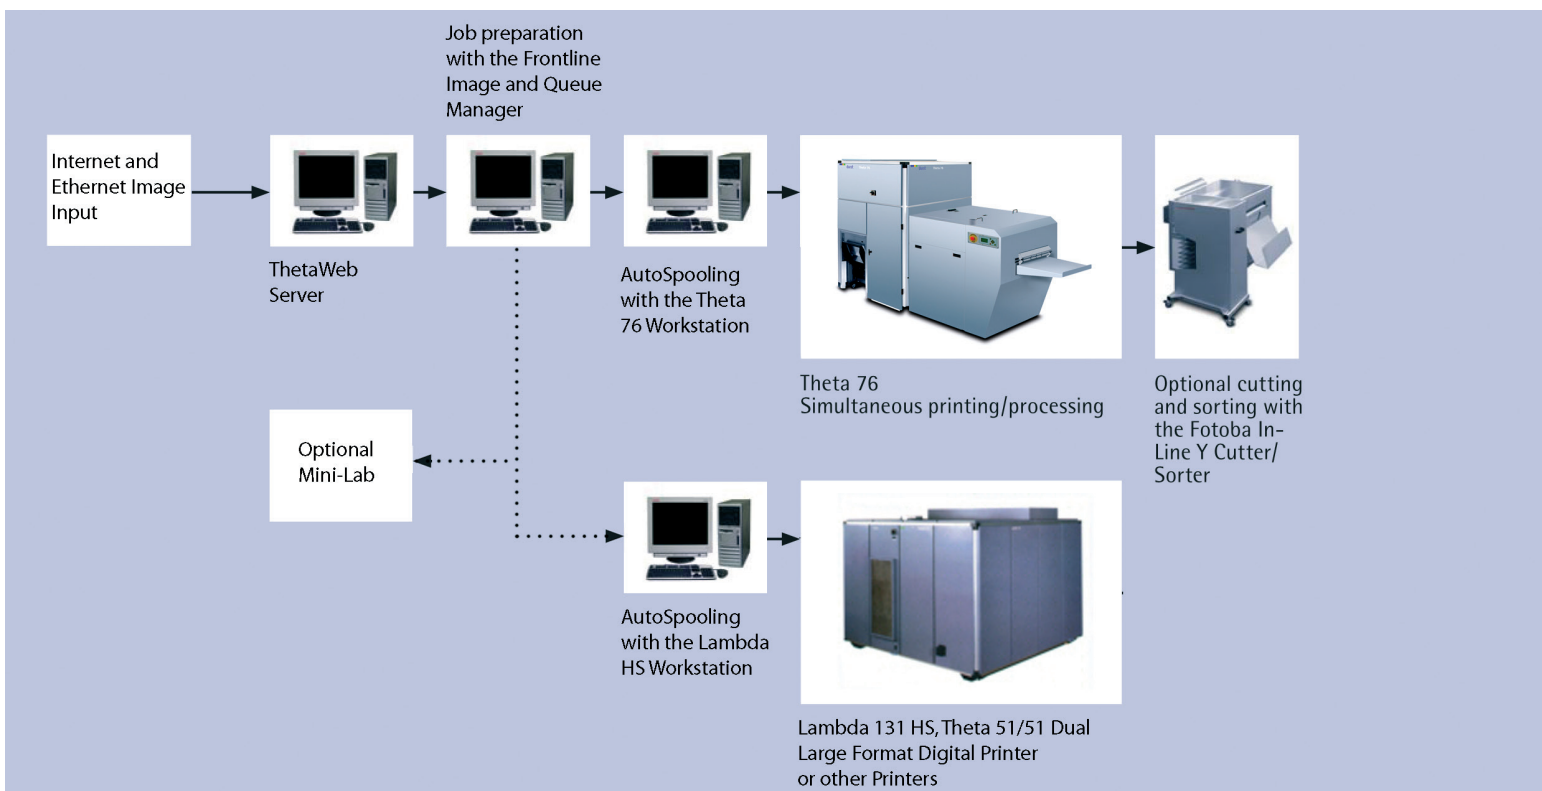 Job preparation
with the Frontline
Image and Queue
Manager
Internet and
Ethernet Image
Input
ThetaWeb
Server
AutoSpooling
with the Theta
76 Workstation
Theta 76
Simultaneous printing/processing
Optional cutting
and sorting with
the Fotoba In-
Line Y Cutter/
Sorter
Optional
Mini-Lab
AutoSpooling
with the Lambda
HS Workstation
Lambda 131 HS, Theta 51/51 Dual
Large Format Digital Printer
or other Printers